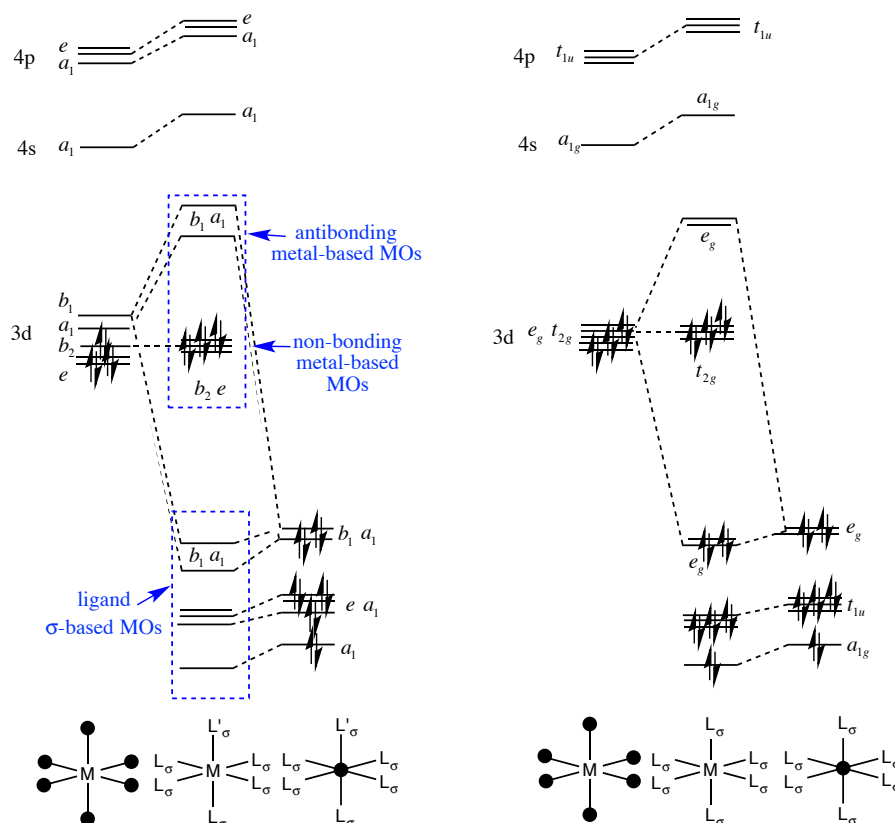 e
e
a₁
4p
a₁
a₁
4s
a₁
b₁ a₁
antibonding
metal-based MOs
b₁
3d
a₁
b₂
e
non-bonding
metal-based
MOs
b₂ e
b₁ a₁
b₁ a₁
ligand
σ-based MOs
e a₁
a₁
M
L'σ
Lσ Lσ
M
Lσ Lσ
Lσ
L'σ
Lσ Lσ
Lσ Lσ
Lσ
4p
t₁ᵤ
t₁ᵤ
a₁g
4s
a₁g
eg
3d
eg t₂g
t₂g
eg
eg
t₁ᵤ
a₁g
M
Lσ
Lσ Lσ
M
Lσ Lσ
Lσ
Lσ
Lσ Lσ
Lσ Lσ
Lσ